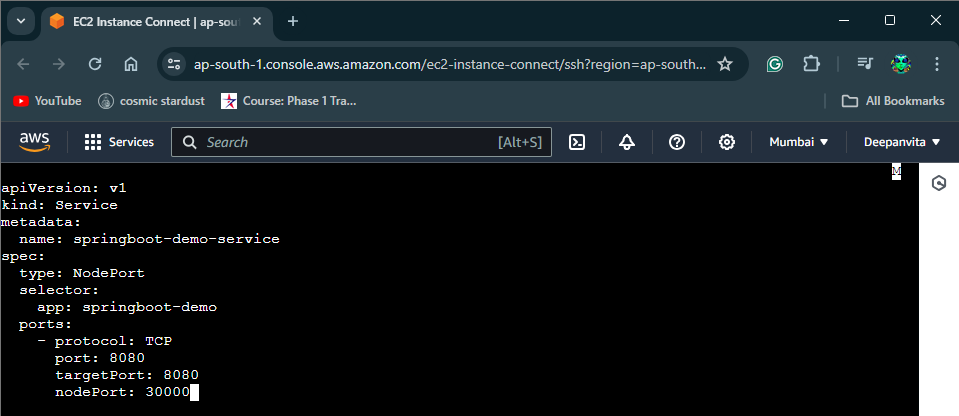 EC2 Instance Connect | ap-sou
ap-south-1.console.aws.amazon.com/ec2-instance-connect/ssh?region=ap-south...
YouTube
cosmic stardust
Course: Phase 1 Tra...
All Bookmarks
aws
Services
Search
[Alt+S]
Mumbai
Deepanvita
M
apiVersion: v1
kind: Service
metadata:
  name: springboot-demo-service
spec:
  type: NodePort
  selector:
    app: springboot-demo
  ports:
    - protocol: TCP
      port: 8080
      targetPort: 8080
      nodePort: 30000